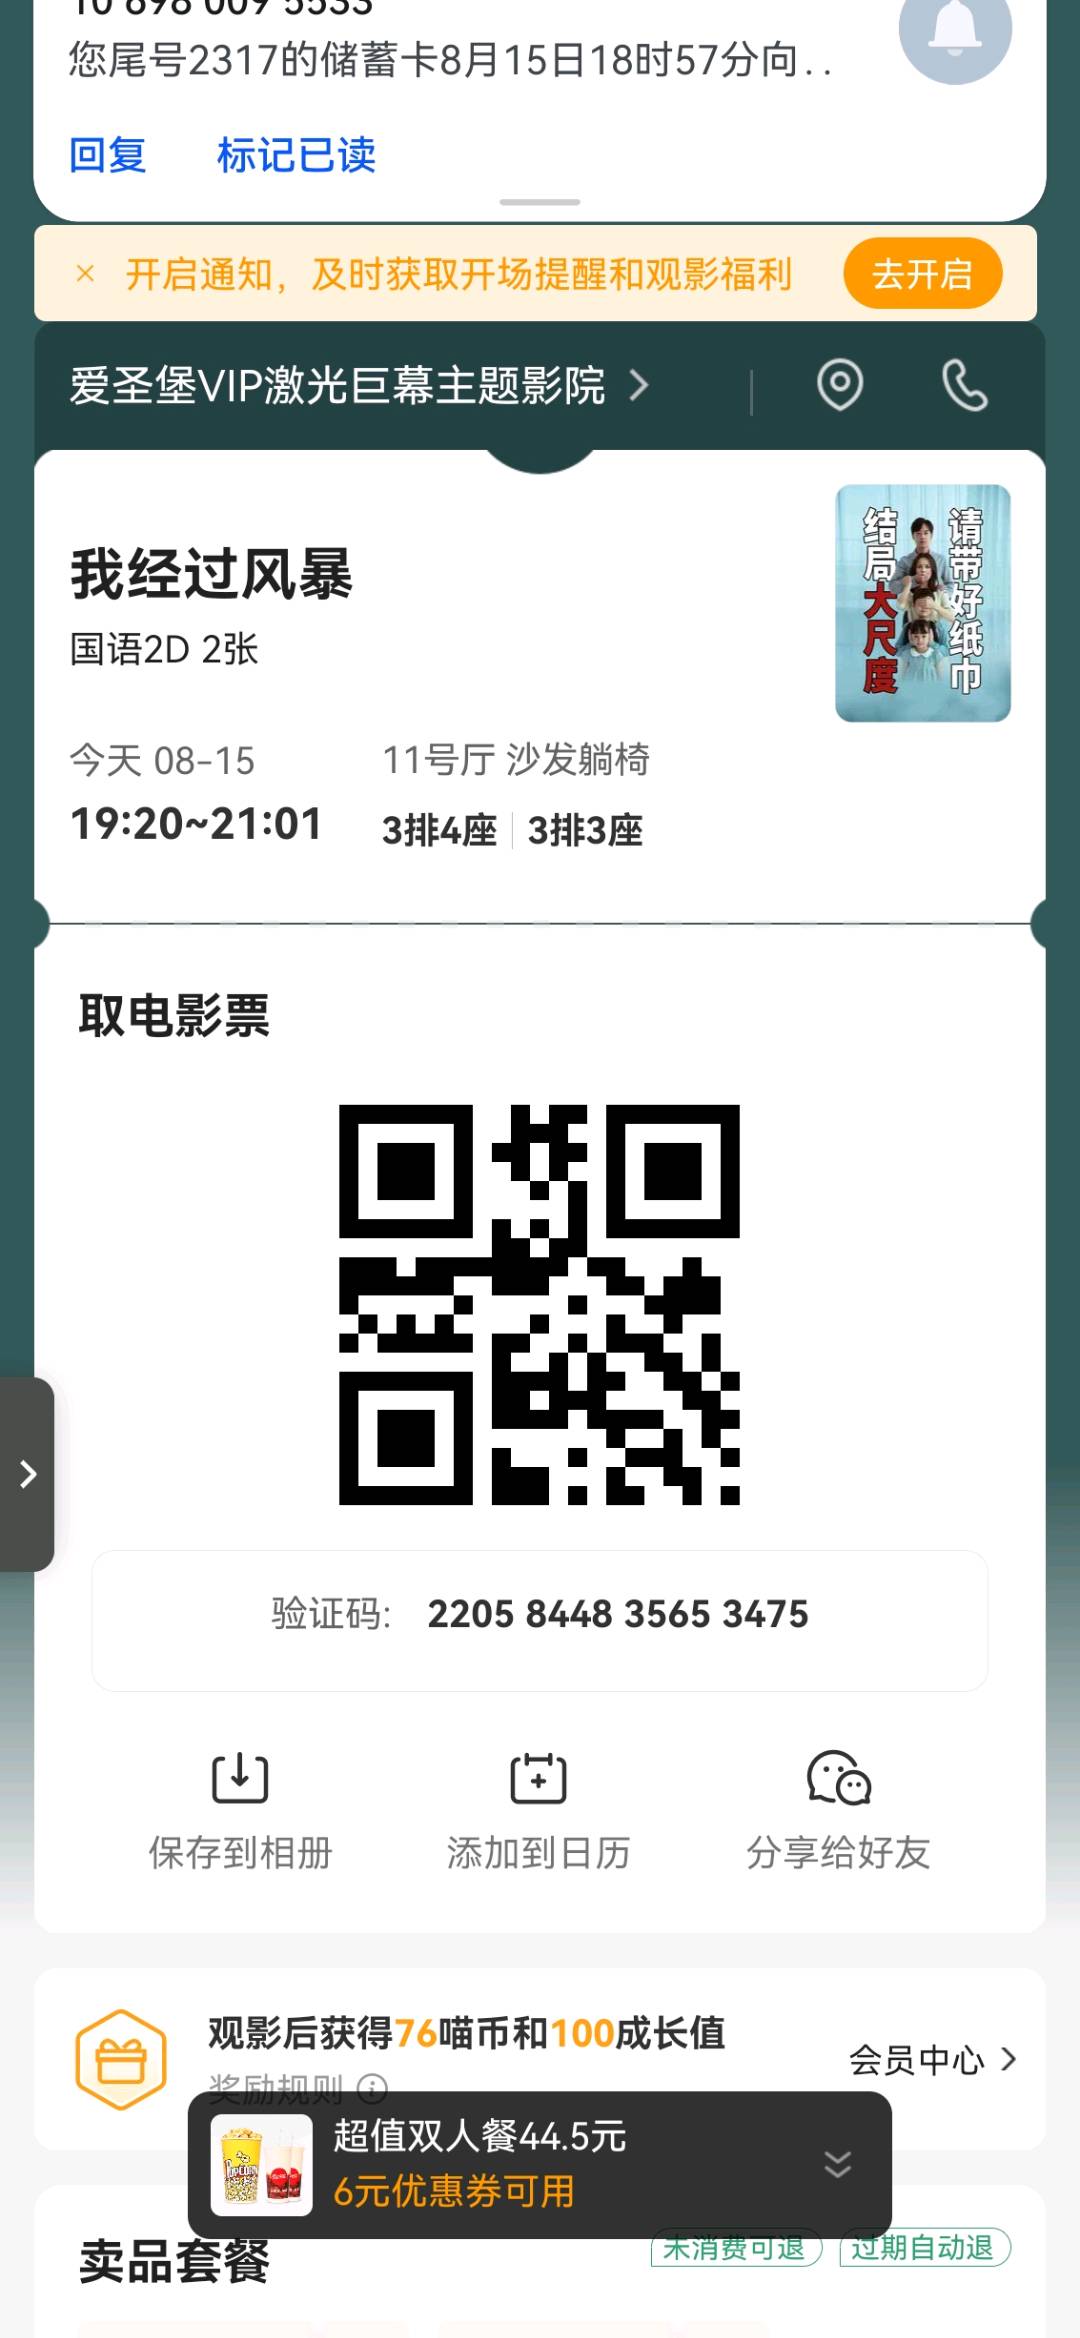 10 698 009 5533
您尾号2317的储蓄卡8月15日18时57分向..
回复 标记已读
× 开启通知，及时获取开场提醒和观影福利 去开启
爱圣堡VIP激光巨幕主题影院 >
我经过风暴
国语2D 2张
结局大尺度
请带好纸巾
今天 08-15 11号厅 沙发躺椅
19:20~21:01 3排4座 3排3座
取电影票
验证码: 2205 8448 3565 3475
保存到相册 添加到日历 分享给好友
观影后获得76喵币和100成长值
奖励规则
会员中心 >
POPCORN
超值双人餐44.5元
6元优惠券可用
卖品套餐 未消费可退 过期自动退